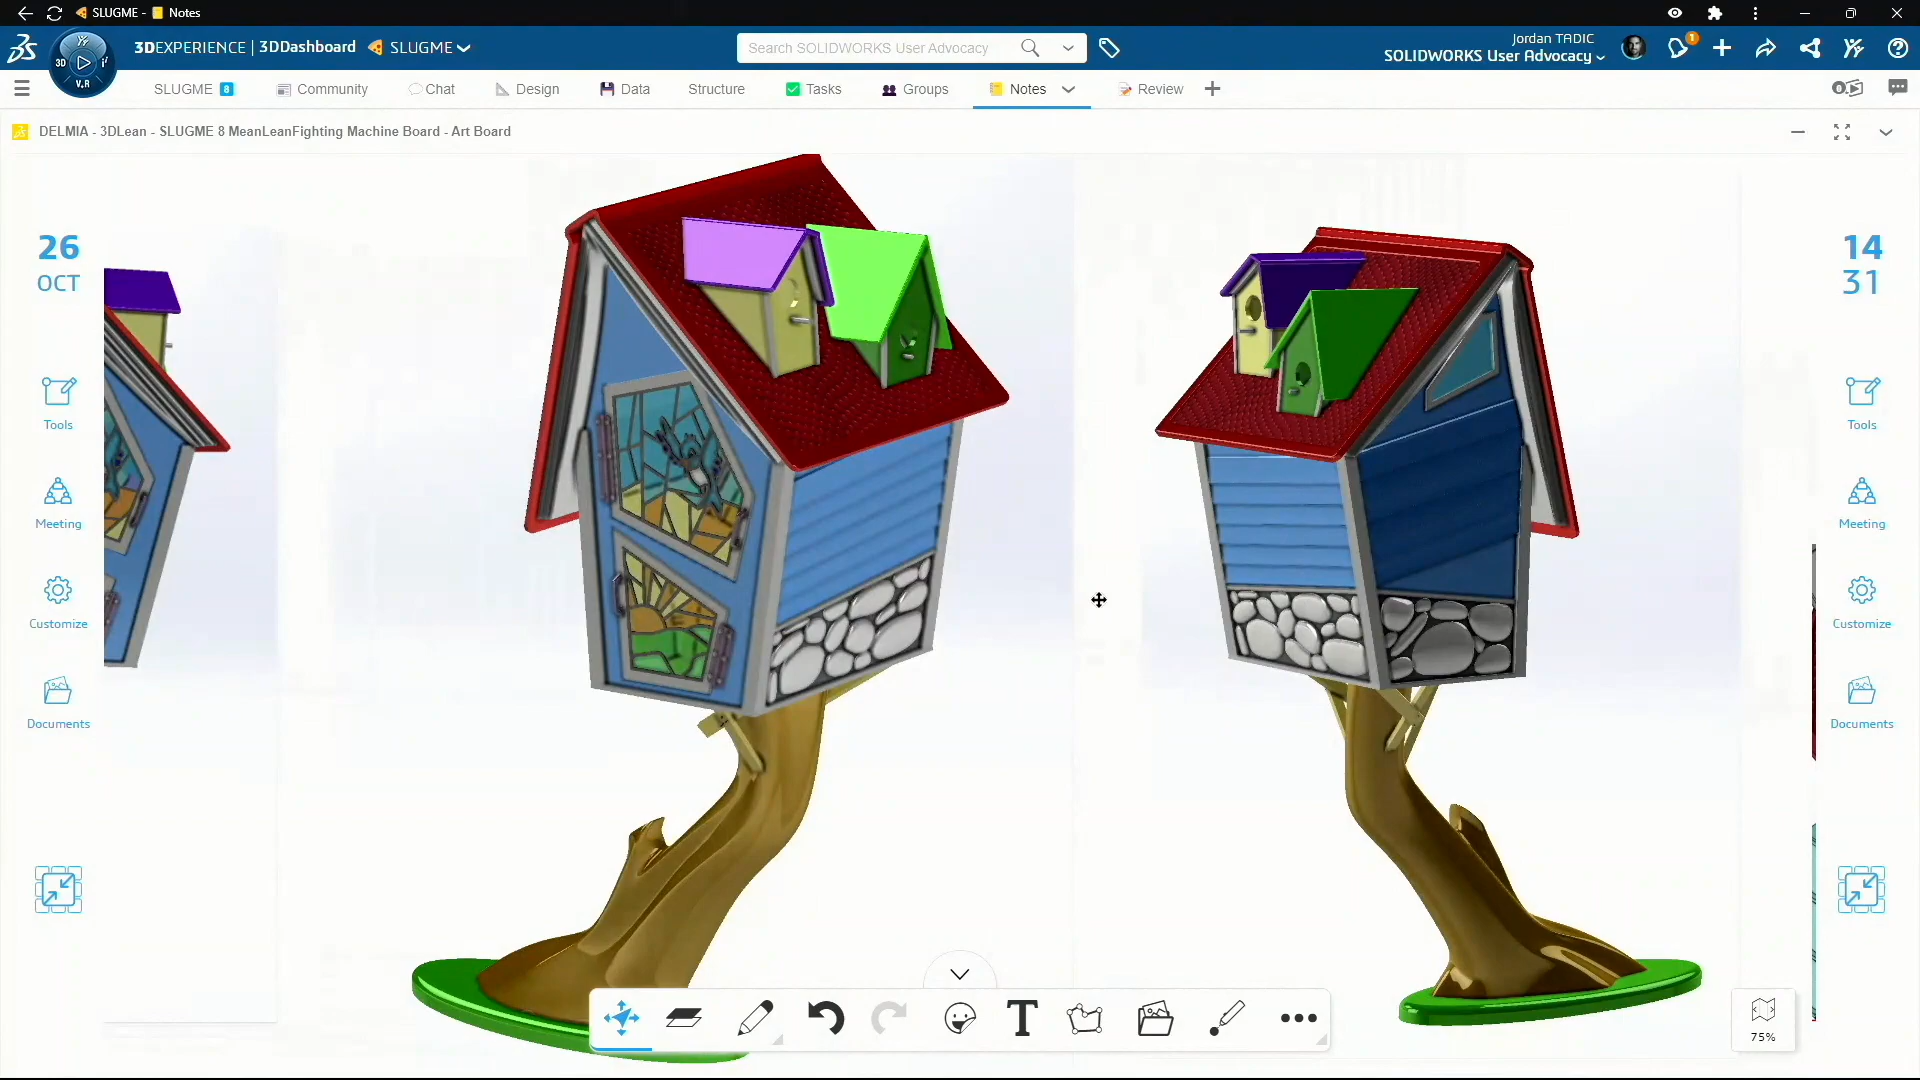 SLUGME - Notes
3DEXPERIENCE | 3DDashboard SLUGME
Search SOLIDWORKS User Advocacy
Jordan TADIC
SOLIDWORKS User Advocacy
1
3D
V.R
SLUGME 8
Community
Chat
Design
Data
Structure
Tasks
Groups
Notes
Review
DELMIA - 3DLean - SLUGME 8 MeanLeanFighting Machine Board - Art Board
26
OCT
Tools
Meeting
Customize
Documents
14
31
Tools
Meeting
Customize
Documents
T
75%